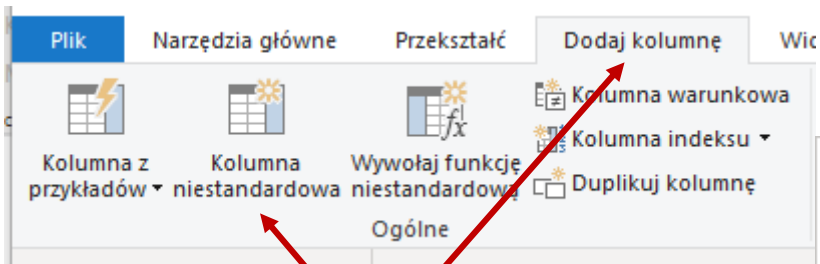 Plik Narzędzia główne Przekształć Dodaj kolumnę
Kolumna z przykładów
Kolumna niestandardowa
Wywołaj funkcję niestandardową
Kolumna warunkowa
Kolumna indeksu
Duplikuj kolumnę
Ogólne